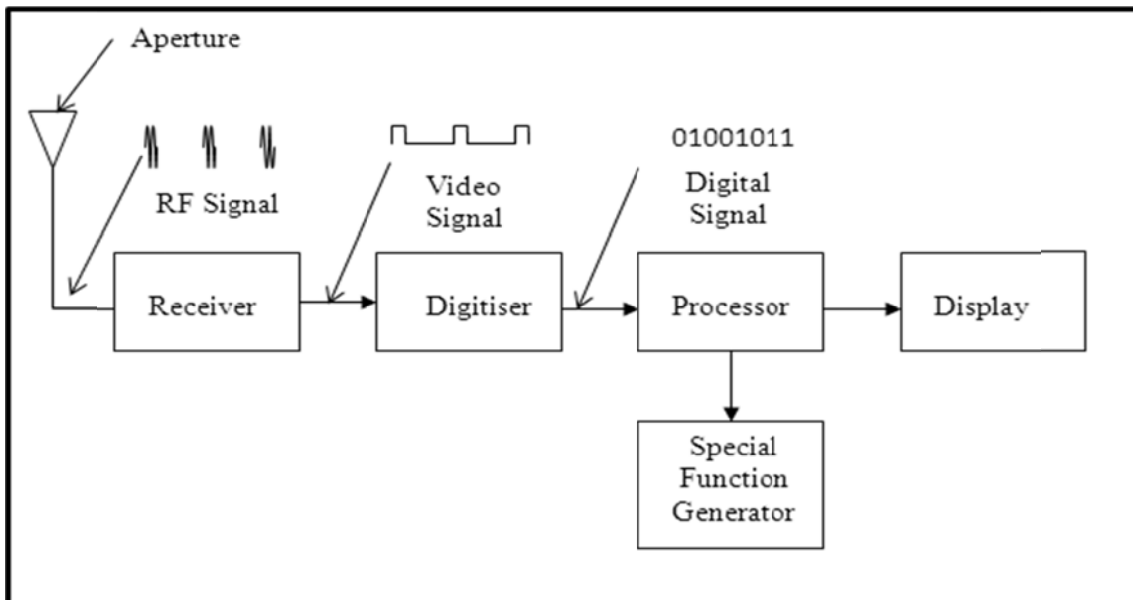 Aperture
RF Signal
Video
Signal
01001011
Digital
Signal
Receiver
Digitiser
Processor
Display
Special
Function
Generator